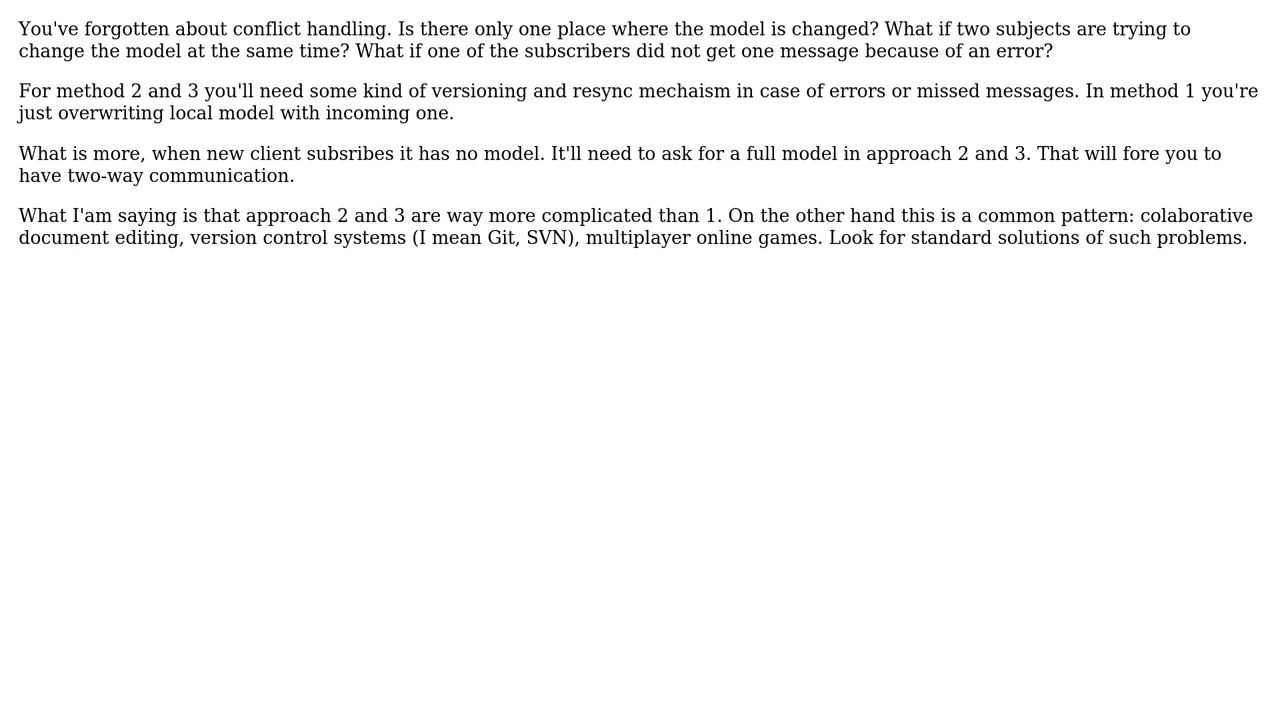 You've forgotten about conflict handling. Is there only one place where the model is changed? What if two subjects are trying to
change the model at the same time? What if one of the subscribers did not get one message because of an error?
For method 2 and 3 you'll need some kind of versioning and resync mechaism in case of errors or missed messages. In method 1 you're
just overwriting local model with incoming one.
What is more, when new client subsribes it has no model. It'll need to ask for a full model in approach 2 and 3. That will fore you to
have two-way communication.
What I'am saying is that approach 2 and 3 are way more complicated than 1. On the other hand this is a common pattern: colaborative
document editing, version control systems (I mean Git, SVN), multiplayer online games. Look for standard solutions of such problems.